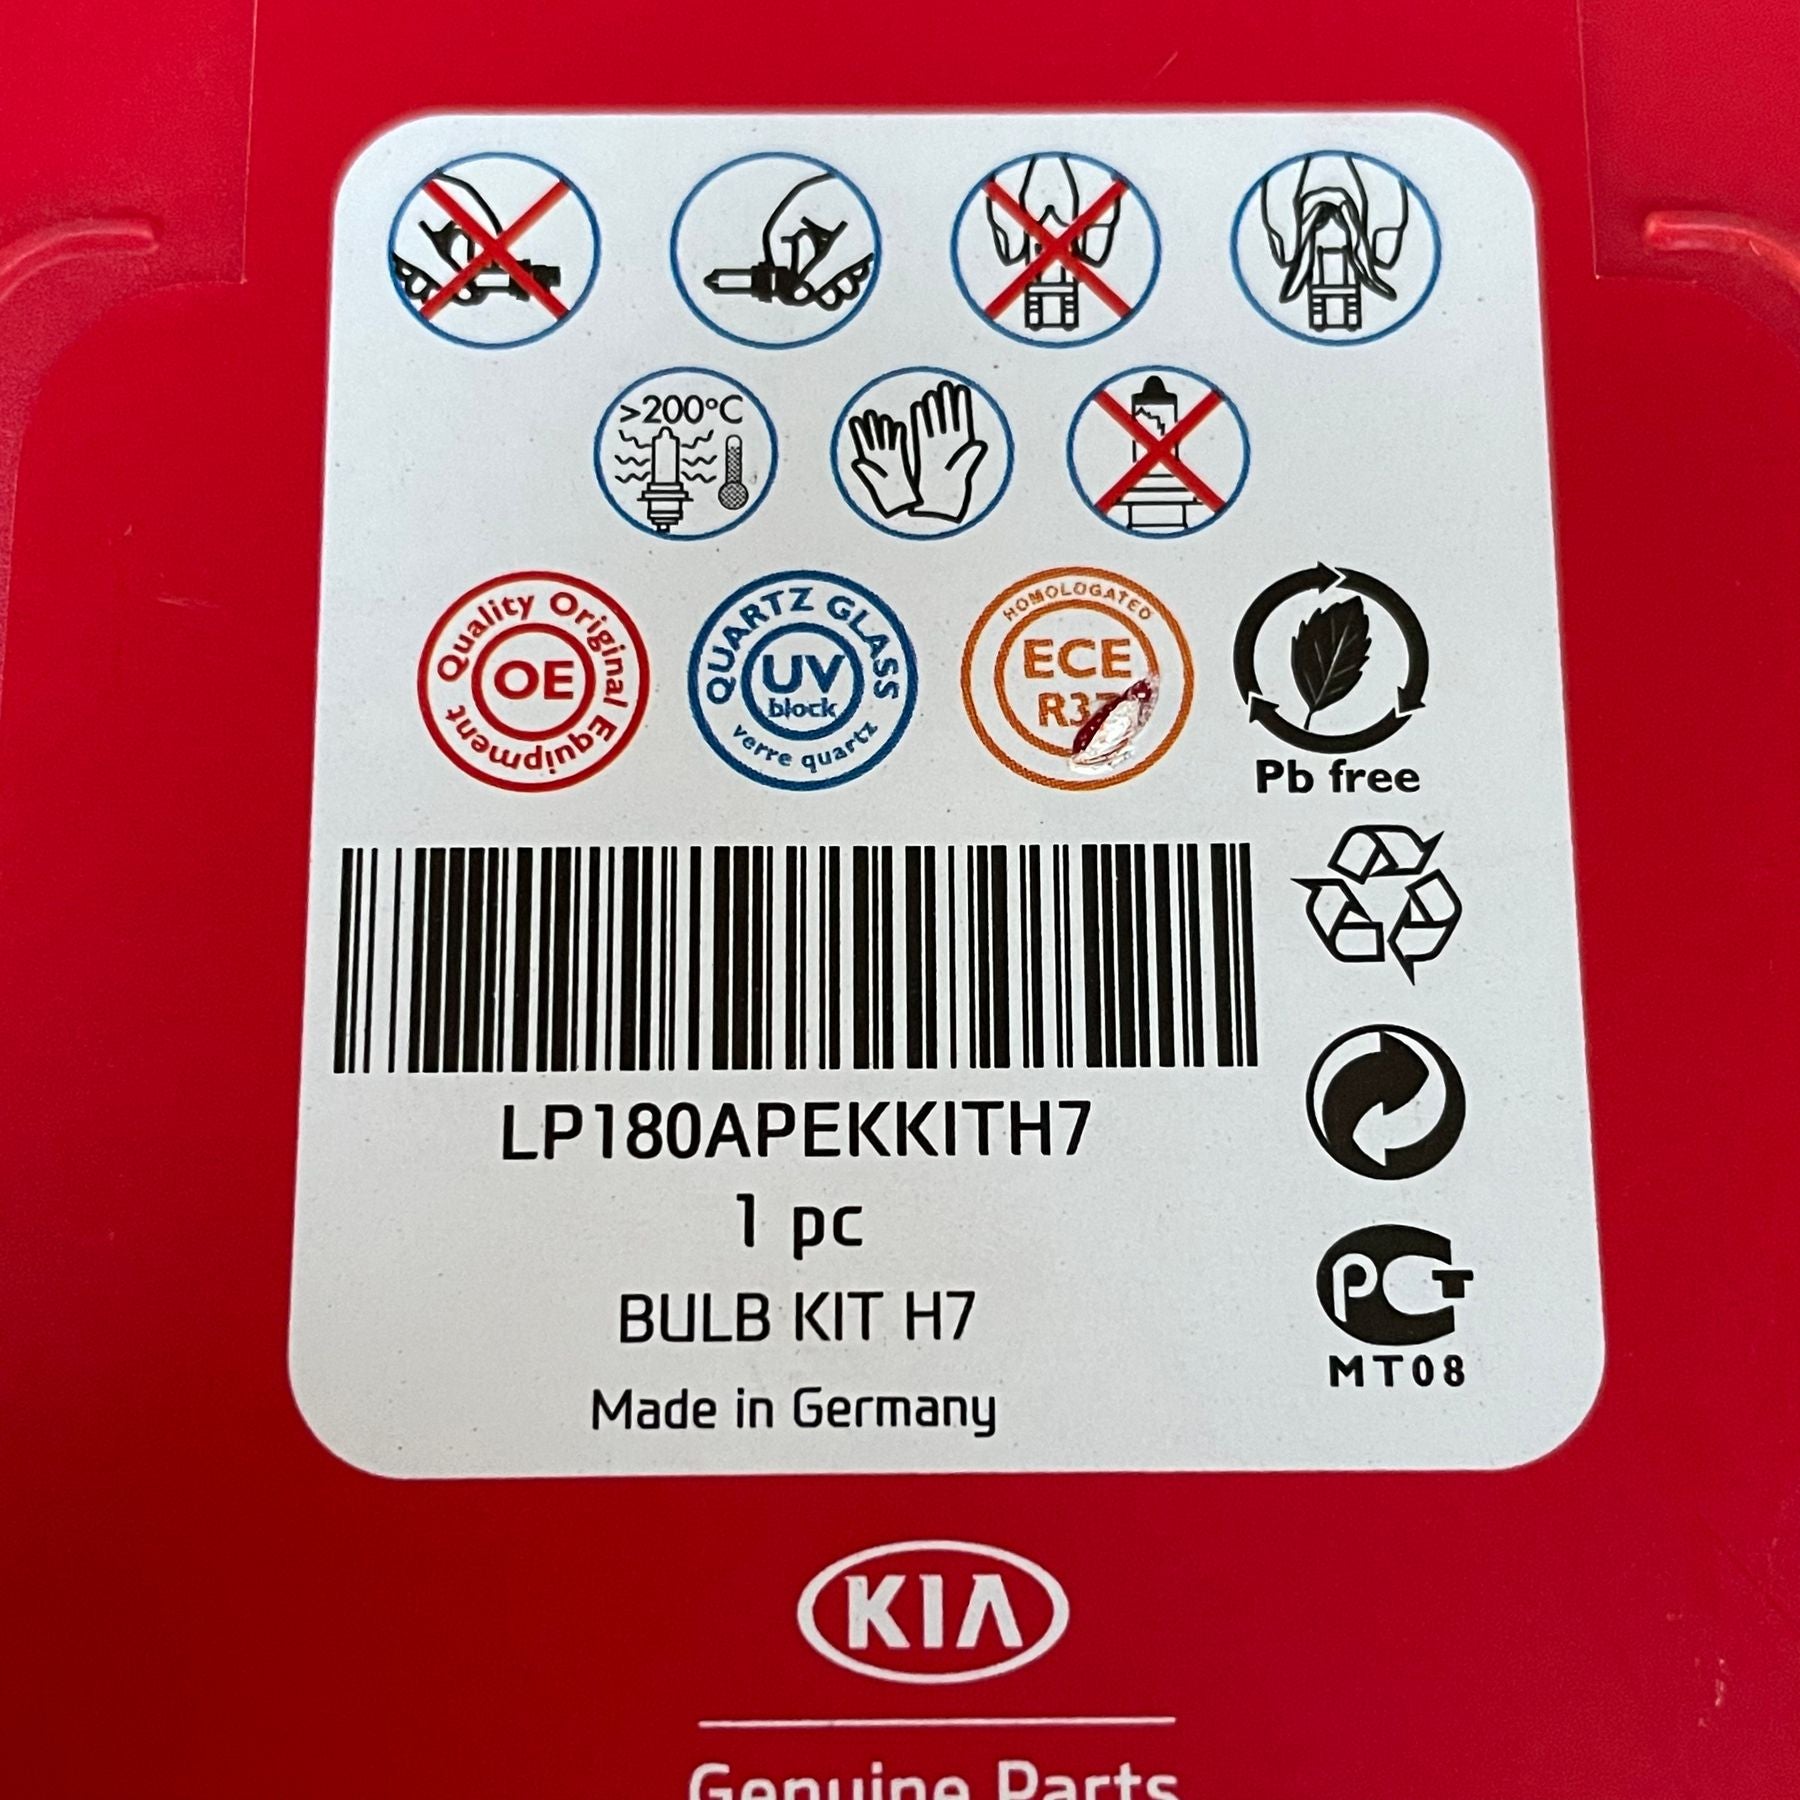 >200°C
Quality Original Equipment
OE
QUARTZ GLASS
UV
block
verre quartz
HOMOLOGATED
ECE
Pb free
LP180APEKKITH7
1 pc
BULB KIT H7
Made in Germany
РСТ
MT08
KIA
Genuine Parts